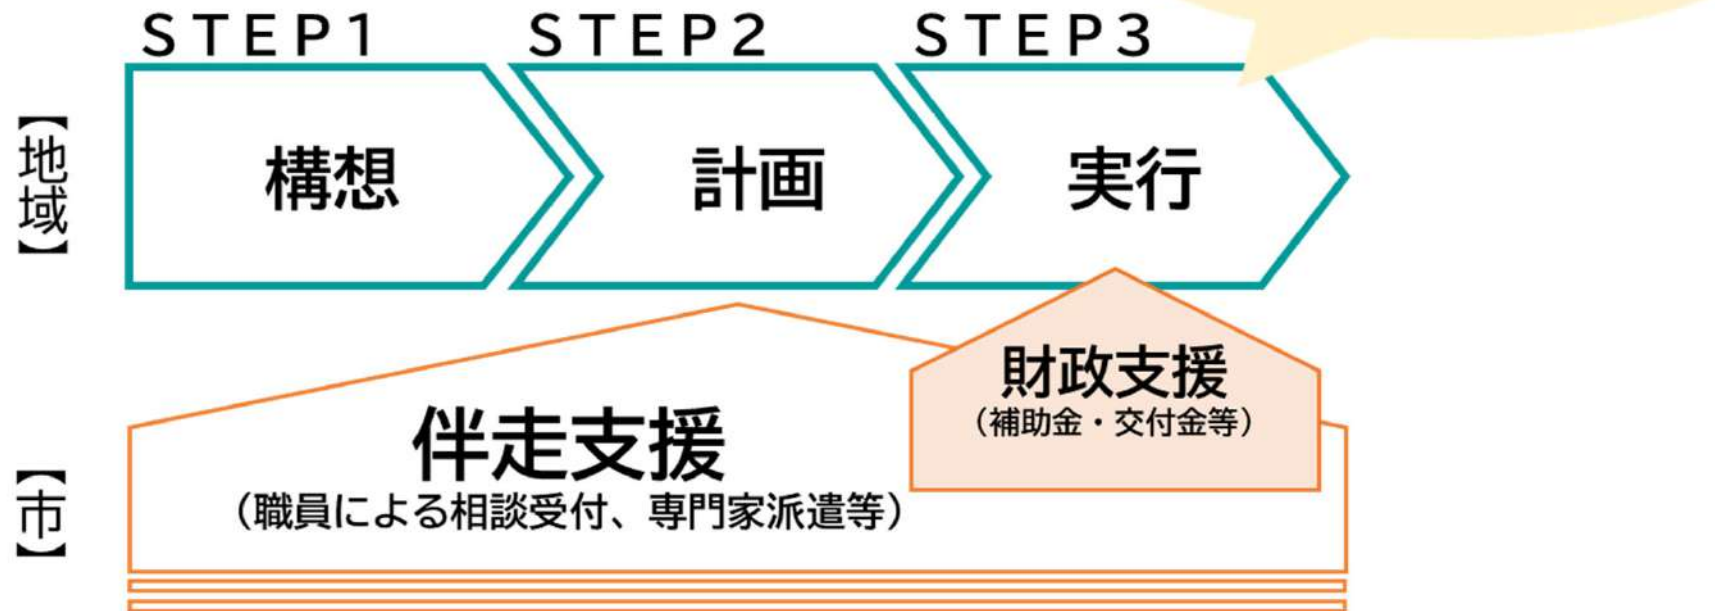 STEP1
STEP2
STEP3
【地域】
構想
計画
実行
財政支援
（補助金・交付金等）
伴走支援
（職員による相談受付、専門家派遣等）
【市】